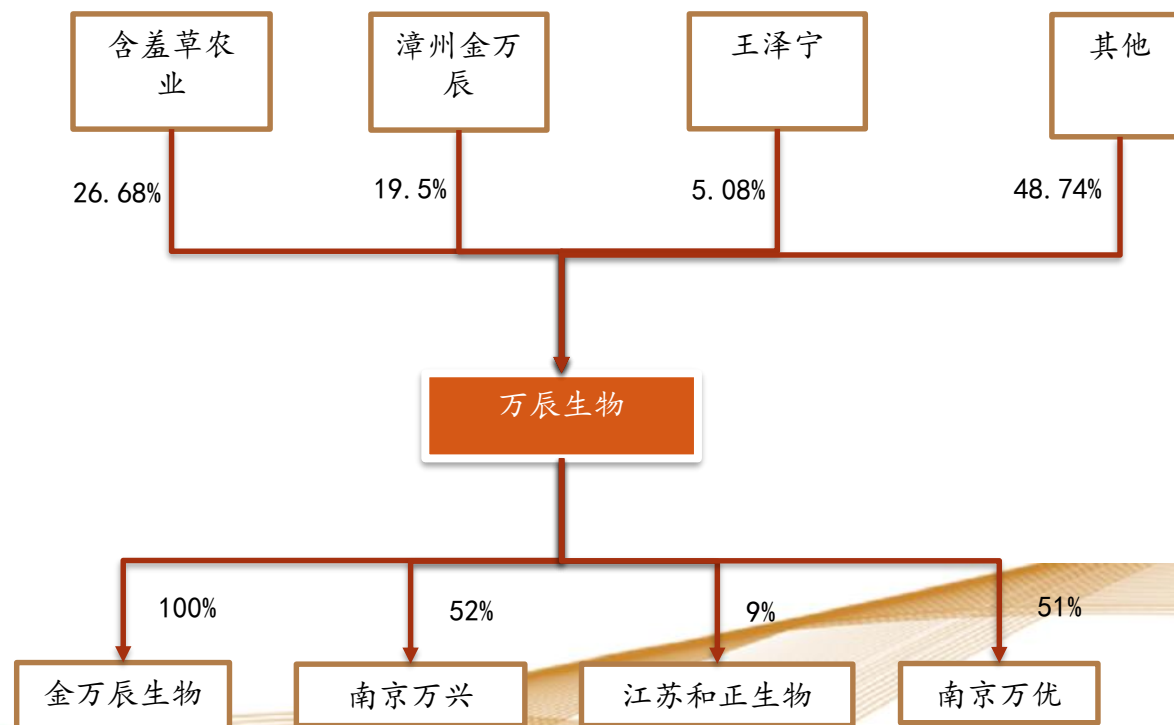 含羞草农
业
漳州金万
辰
王泽宁
其他
26.68%
19.5%
5.08%
48.74%
万辰生物
100%
52%
9%
51%
金万辰生物
南京万兴
江苏和正生物
南京万优